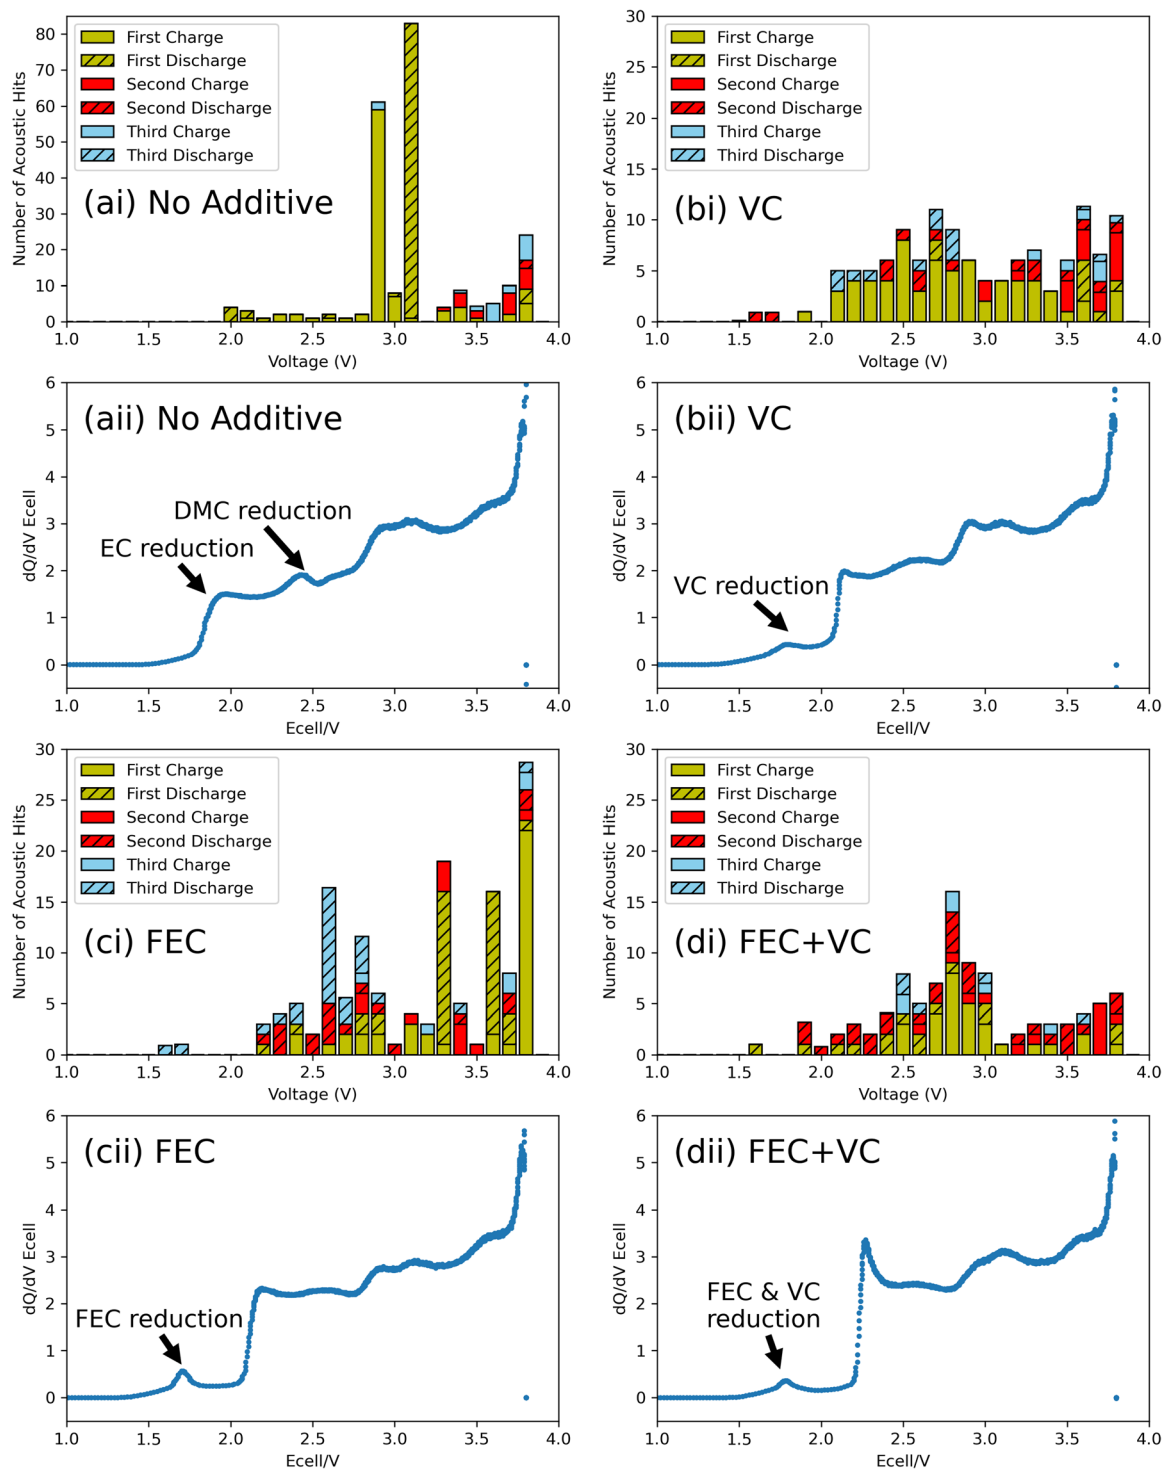 80
70
60
50
40
30
20
10
0
Number of Acoustic Hits
First Charge
First Discharge
Second Charge
Second Discharge
Third Charge
Third Discharge
(ai) No Additive
1.0 1.5 2.0 2.5 3.0 3.5 4.0
Voltage (V)
30
25
20
15
10
5
0
Number of Acoustic Hits
First Charge
First Discharge
Second Charge
Second Discharge
Third Charge
Third Discharge
(bi) VC
1.0 1.5 2.0 2.5 3.0 3.5 4.0
Voltage (V)
6
5
4
3
2
1
0
dQ/dV Ecell
(aii) No Additive
DMC reduction
EC reduction
1.0 1.5 2.0 2.5 3.0 3.5 4.0
Ecell/V
6
5
4
3
2
1
0
dQ/dV Ecell
(bii) VC
VC reduction
1.0 1.5 2.0 2.5 3.0 3.5 4.0
Ecell/V
30
25
20
15
10
5
0
Number of Acoustic Hits
First Charge
First Discharge
Second Charge
Second Discharge
Third Charge
Third Discharge
(ci) FEC
1.0 1.5 2.0 2.5 3.0 3.5 4.0
Voltage (V)
30
25
20
15
10
5
0
Number of Acoustic Hits
First Charge
First Discharge
Second Charge
Second Discharge
Third Charge
Third Discharge
(di) FEC+VC
1.0 1.5 2.0 2.5 3.0 3.5 4.0
Voltage (V)
6
5
4
3
2
1
0
dQ/dV Ecell
(cii) FEC
FEC reduction
1.0 1.5 2.0 2.5 3.0 3.5 4.0
Ecell/V
6
5
4
3
2
1
0
dQ/dV Ecell
(dii) FEC+VC
FEC & VC
reduction
1.0 1.5 2.0 2.5 3.0 3.5 4.0
Ecell/V